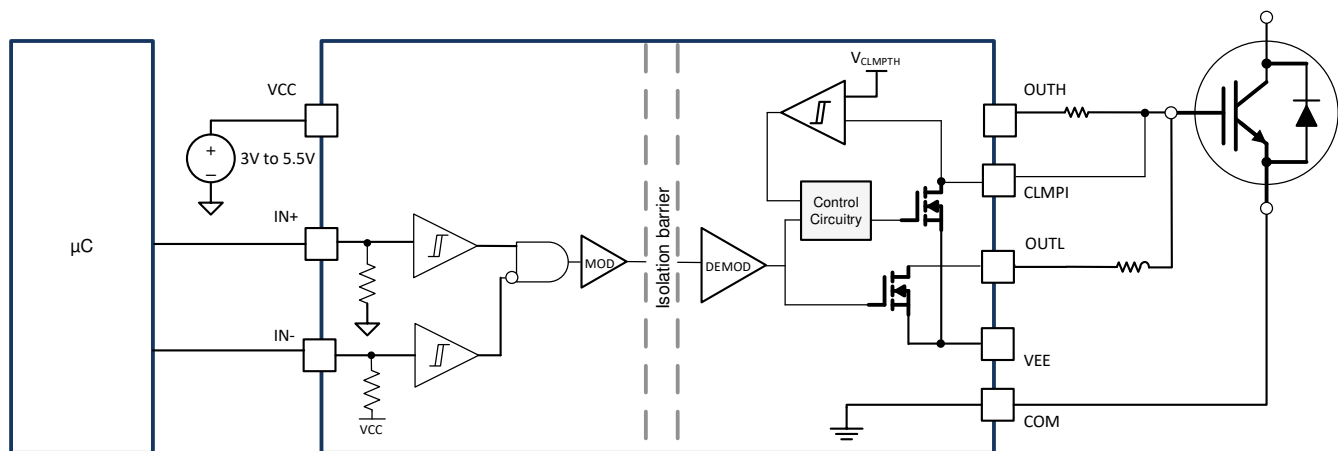 µC
VCC
+
3V to 5.5V
–
IN+
IN-
VCC
MOD
Isolation barrier
DEMOD
VCLMPTH
Control
Circuitry
OUTH
CLMPI
OUTL
VEE
COM